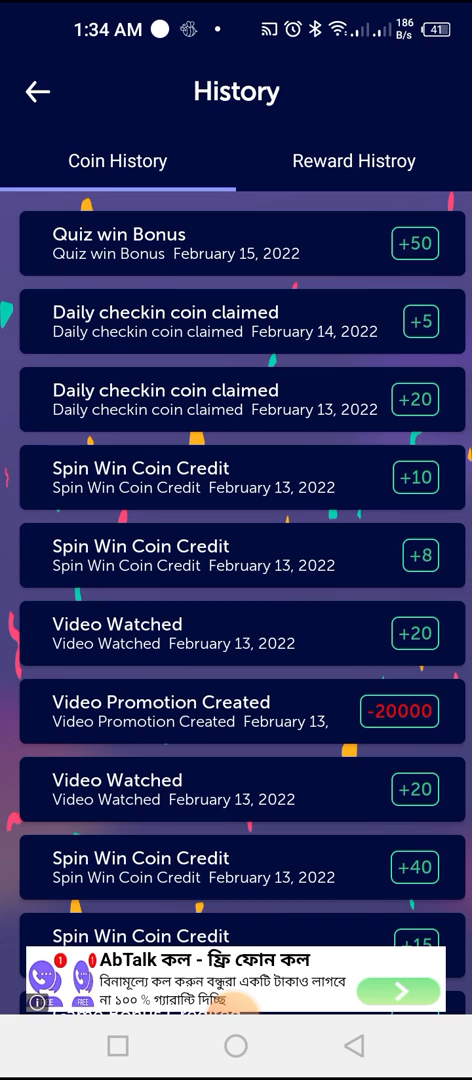 1:34 AM
186
B/s
41
History
Coin History
Reward Histroy
Quiz win Bonus
+50
Quiz win Bonus February 15, 2022
Daily checkin coin claimed
+5
Daily checkin coin claimed February 14, 2022
Daily checkin coin claimed
+20
Daily checkin coin claimed February 13, 2022
Spin Win Coin Credit
+10
Spin Win Coin Credit February 13, 2022
Spin Win Coin Credit
+8
Spin Win Coin Credit February 13, 2022
Video Watched
+20
Video Watched February 13, 2022
Video Promotion Created
-20000
Video Promotion Created February 13,
Video Watched
+20
Video Watched February 13, 2022
Spin Win Coin Credit
+40
Spin Win Coin Credit February 13, 2022
Spin Win Coin Credit
+15
1
1
AbTalk কল - ফ্রি ফোন কল
বিনামূল্যে কল করুন বন্ধুরা একটি টাকাও লাগবে
না ১০০ % গ্যারান্টি দিচ্ছি
FREE